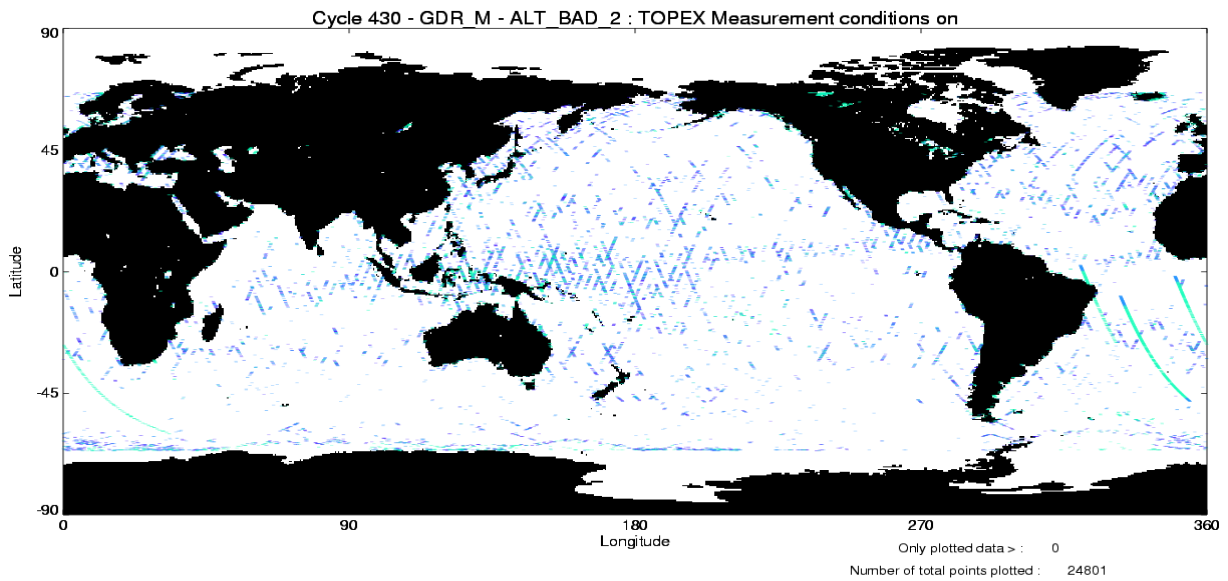 Cycle 430 - GDR_M - ALT_BAD_2 : TOPEX Measurement conditions on
90
45
Latitude
0
-45
-90
0 90 180 270 360
Longitude
Only plotted data > : 0
Number of total points plotted : 24801